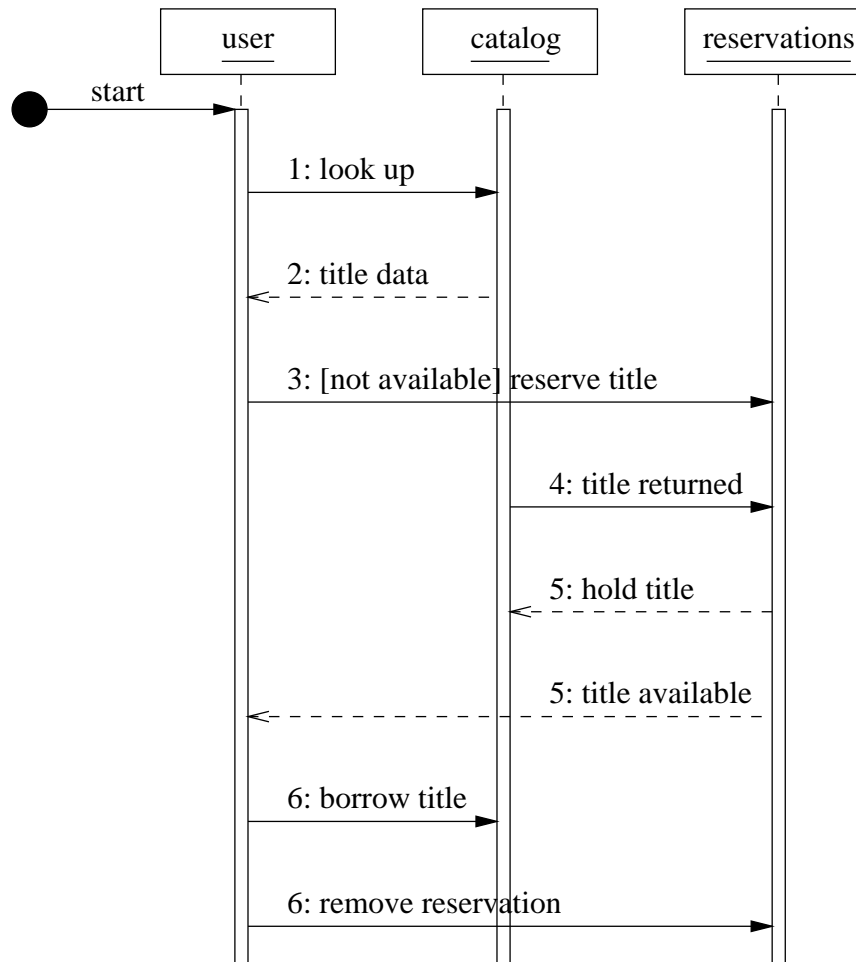 user
catalog
reservations
start
1: look up
2: title data
3: [not available] reserve title
4: title returned
5: hold title
5: title available
6: borrow title
6: remove reservation